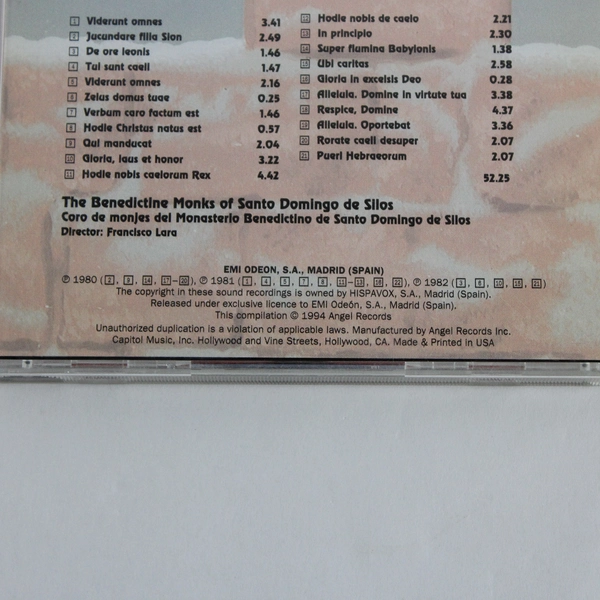 1 Viderunt omnes 3.41
2 Jucundare filia Sion 2.49
3 De ore leonis 1.46
4 Tui sunt caeli 1.47
5 Viderunt omnes 2.16
6 Zelus domus tuae 0.25
7 Verbum caro factum est 1.46
8 Hodie Christus natus est 0.57
9 Qui manducat 2.04
10 Gloria, laus et honor 3.22
11 Hodie nobis caelorum Rex 4.42
12 Hodie nobis de caelo 2.21
13 In principio 2.30
14 Super flumina Babylonis 1.38
15 Ubi caritas 2.58
16 Gloria in excelsis Deo 0.28
17 Alleluia. Domine in virtute tua 3.38
18 Respice, Domine 4.37
19 Alleluia. Oportebat 3.36
20 Rorate caeli desuper 2.07
21 Pueri Hebraeorum 2.07
52.25
The Benedictine Monks of Santo Domingo de Silos
Coro de monjes del Monasterio Benedictino de Santo Domingo de Silos
Director: Francisco Lara
EMI ODEON, S.A., MADRID (SPAIN)
℗ 1980 ( ), ℗ 1981 ( ), ℗ 1982 ( )
The copyright in these sound recordings is owned by HISPAVOX, S.A., Madrid (Spain).
Released under exclusive licence to EMI Odeón, S.A., Madrid (Spain).
This compilation © 1994 Angel Records
Unauthorized duplication is a violation of applicable laws. Manufactured by Angel Records Inc.
Capitol Music, Inc. Hollywood and Vine Streets, Hollywood, CA. Made & Printed in USA